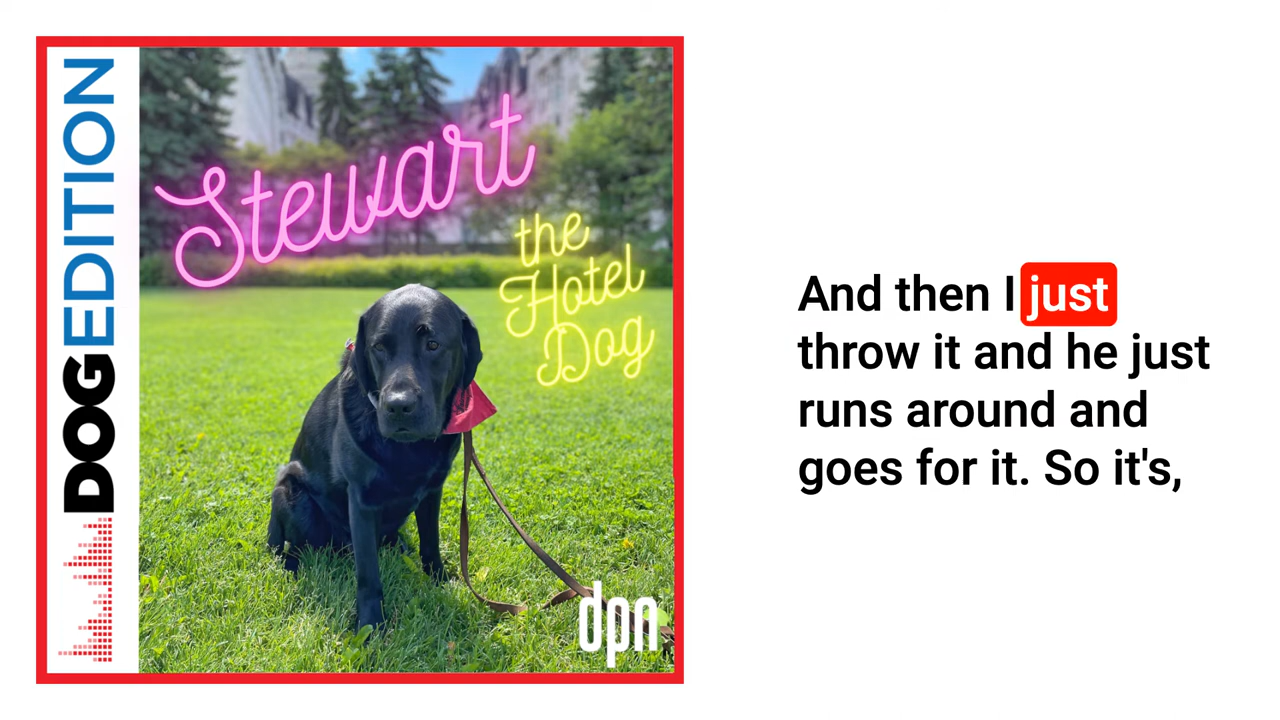 DOGEDITION
Stewart
the
Hotel
Dog
dpn
And then I just
throw it and he just
runs around and
goes for it. So it's,